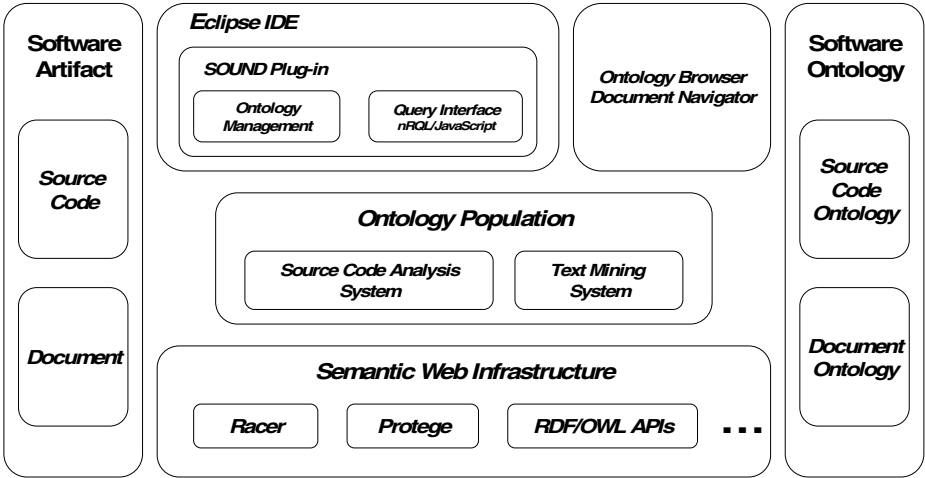 Software
Artifact
Source
Code
Document
Eclipse IDE
SOUND Plug-in
Ontology
Management
Query Interface
nRQL/JavaScript
Ontology Browser
Document Navigator
Ontology Population
Source Code Analysis
System
Text Mining
System
Semantic Web Infrastructure
Racer
Protege
RDF/OWL APIs
...
Software
Ontology
Source
Code
Ontology
Document
Ontology